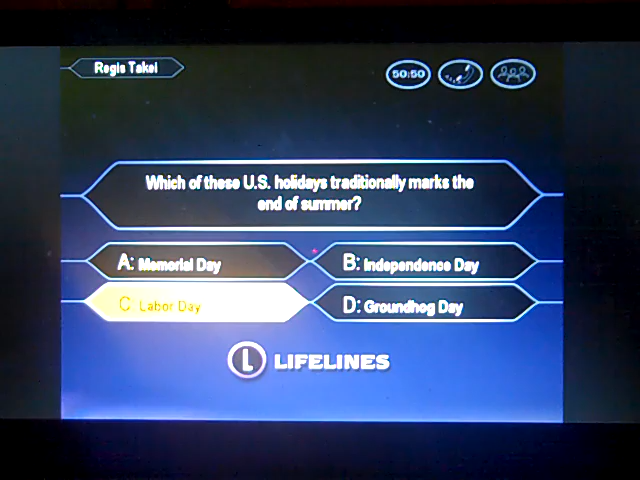 Regis Takei
50:50
Which of these U.S. holidays traditionally marks the
end of summer?
A: Memorial Day
B: Independence Day
C: Labor Day
D: Groundhog Day
L LIFELINES